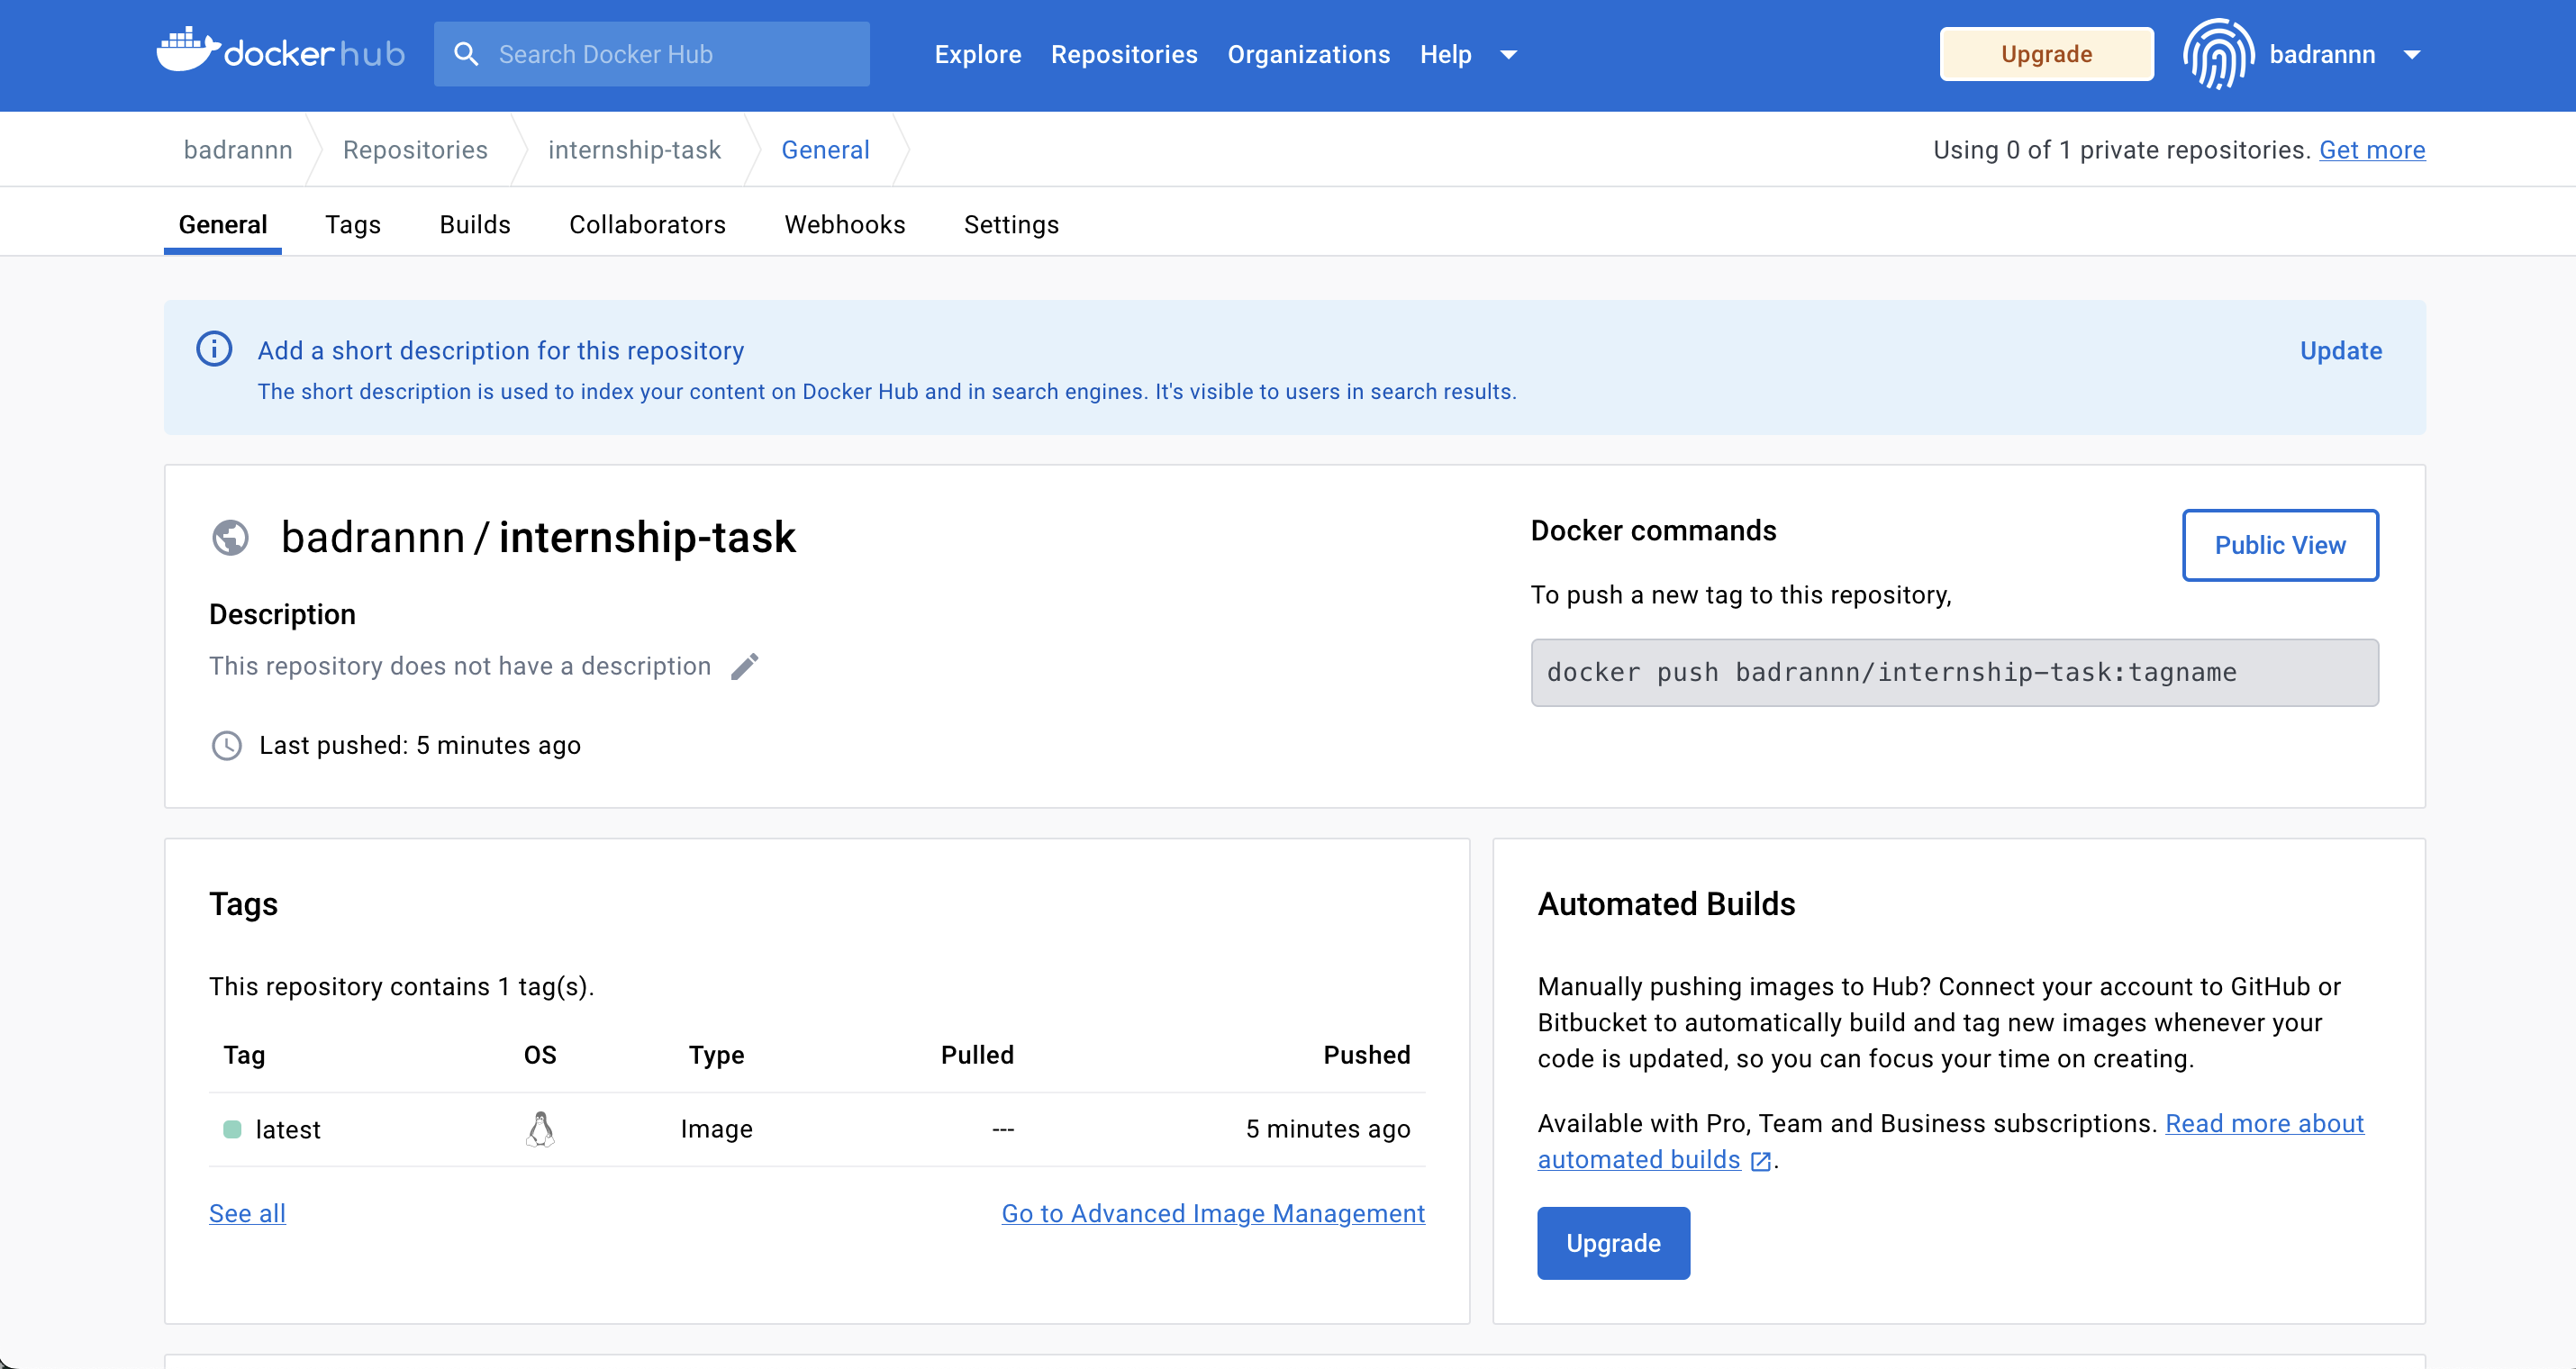 dockerhub
Search Docker Hub
Explore
Repositories
Organizations
Help
Upgrade
badrannn
badrannn
Repositories
internship-task
General
Using 0 of 1 private repositories. Get more
General
Tags
Builds
Collaborators
Webhooks
Settings
Add a short description for this repository
Update
The short description is used to index your content on Docker Hub and in search engines. It's visible to users in search results.
badrannn / internship-task
Description
This repository does not have a description
Last pushed: 5 minutes ago
Docker commands
Public View
To push a new tag to this repository,
docker push badrannn/internship-task:tagname
Tags
This repository contains 1 tag(s).
Tag OS Type Pulled Pushed
latest Image --- 5 minutes ago
See all
Go to Advanced Image Management
Automated Builds
Manually pushing images to Hub? Connect your account to GitHub or
Bitbucket to automatically build and tag new images whenever your
code is updated, so you can focus your time on creating.
Available with Pro, Team and Business subscriptions. Read more about
automated builds .
Upgrade